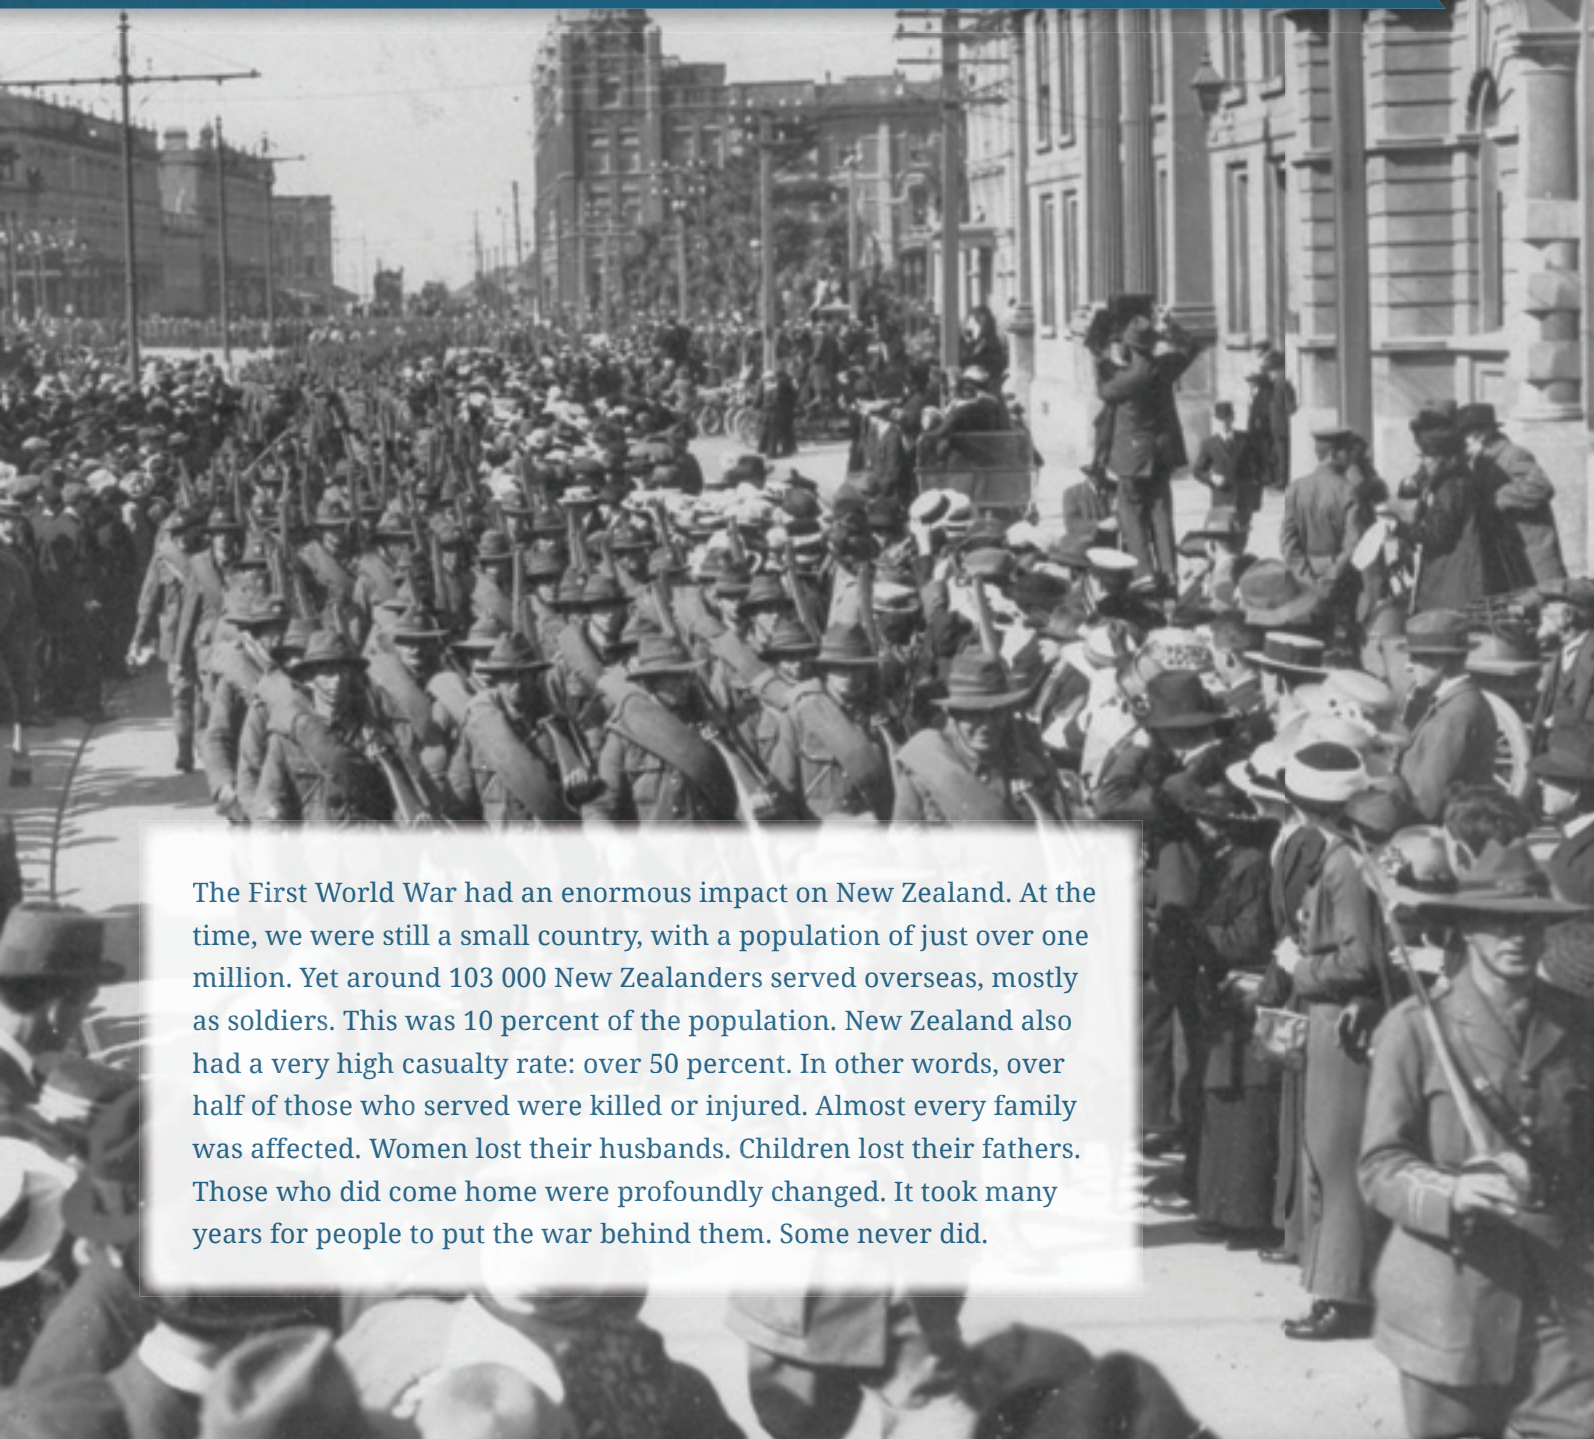 The First World War had an enormous impact on New Zealand. At the
time, we were still a small country, with a population of just over one
million. Yet around 103 000 New Zealanders served overseas, mostly
as soldiers. This was 10 percent of the population. New Zealand also
had a very high casualty rate: over 50 percent. In other words, over
half of those who served were killed or injured. Almost every family
was affected. Women lost their husbands. Children lost their fathers.
Those who did come home were profoundly changed. It took many
years for people to put the war behind them. Some never did.